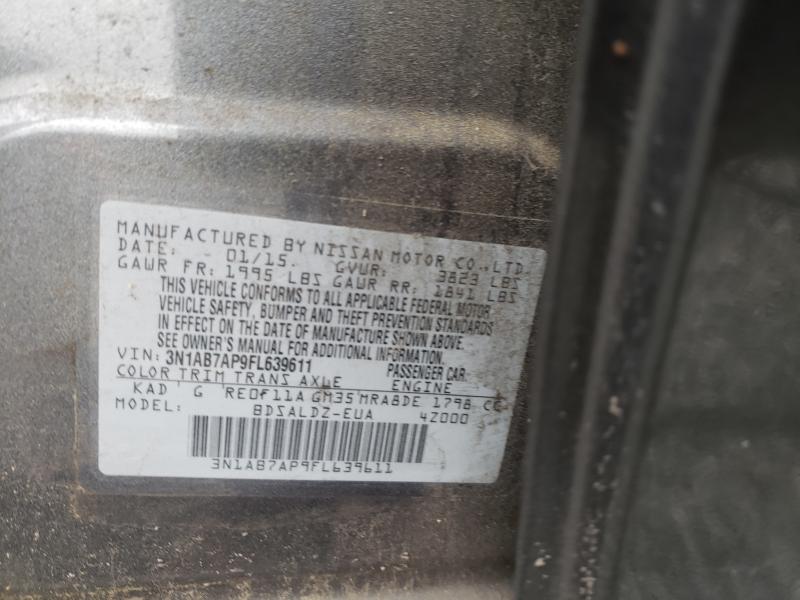 MANUFACTURED BY NISSAN MOTOR CO.,LTD.
DATE: 01/15 GVWR: 3823 LBS
GAWR FR: 1995 LBS GAWR RR: 1841 LBS
THIS VEHICLE CONFORMS TO ALL APPLICABLE FEDERAL MOTOR
VEHICLE SAFETY, BUMPER AND THEFT PREVENTION STANDARDS
IN EFFECT ON THE DATE OF MANUFACTURE SHOWN ABOVE.
SEE OWNER'S MANUAL FOR ADDITIONAL INFORMATION
VIN: 3N1AB7AP9FL639611 PASSENGER CAR
COLOR TRIM TRANS AXLE ENGINE
KAD G RE0F11A GM35 MRA8DE 1798 CC
MODEL: BDSALDZ-EUA 4Z000
3N1AB7AP9FL639611